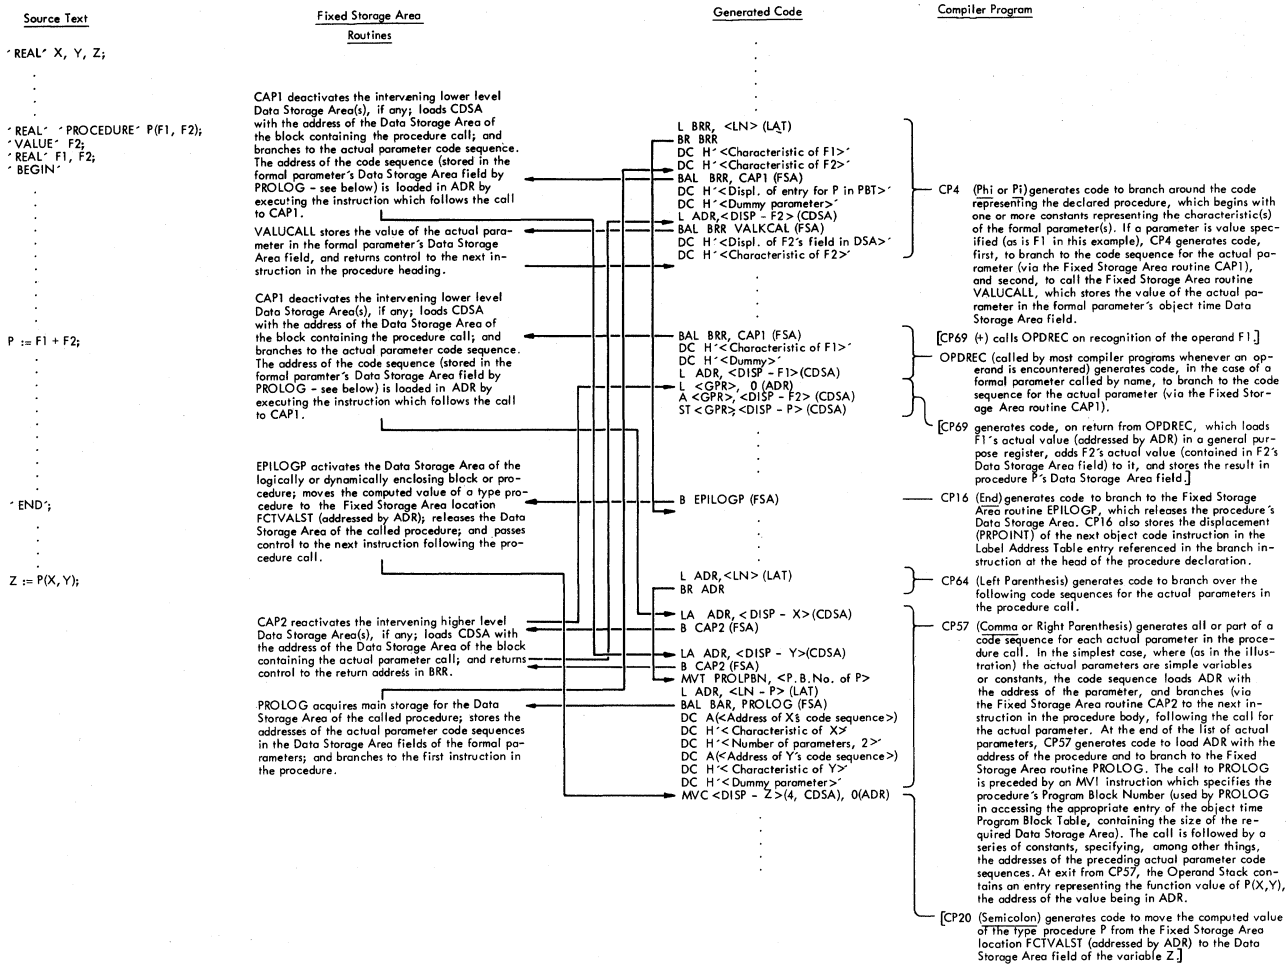 Source Text
´REAL´ X, Y, Z;
´REAL´ ´PROCEDURE´ P(F1, F2);
´VALUE´ F2;
´REAL´ F1, F2;
´BEGIN´
P := F1 + F2;
´END´;
Z := P(X,Y);
Fixed Storage Area
Routines
CAP1 deactivates the intervening lower level
Data Storage Area(s), if any; loads CDSA
with the address of the Data Storage Area of
the block containing the procedure call; and
branches to the actual parameter code sequence.
The address of the code sequence (stored in the
formal parameter's Data Storage Area field by
PROLOG - see below) is loaded in ADR by
executing the instruction which follows the call
to CAP1.
VALUCALL stores the value of the actual para-
meter in the formal parameter's Data Storage
Area field, and returns control to the next in-
struction in the procedure heading.
CAP1 deactivates the intervening lower level
Data Storage Area(s), if any; loads CDSA
with the address of the Data Storage Area of
the block containing the procedure call; and
branches to the actual parameter code sequence.
The address of the code sequence (stored in the
formal paramter's Data Storage Area field by
PROLOG - see below) is loaded in ADR by
executing the instruction which follows the call
to CAP1.
EPILOGP activates the Data Storage Area of the
logically or dynamically enclosing block or pro-
cedure; moves the computed value of a type pro-
cedure to the Fixed Storage Area location
FCTVALST (addressed by ADR); releases the Data
Storage Area of the called procedure; and passes
control to the next instruction following the pro-
cedure call.
CAP2 reactivates the intervening higher level
Data Storage Area(s), if any; loads CDSA with
the address of the Data Storage Area of the block
containing the actual parameter call; and returns
control to the return address in BRR.
PROLOG acquires main storage for the Data
Storage Area of the called procedure; stores the
addresses of the actual parameter code sequences
in the Data Storage Area fields of the formal pa-
rameters; and branches to the first instruction in
the procedure.
Generated Code
L BRR, <LN> (LAT)
BR BRR
DC H´<Characteristic of F1>´
DC H´<Characteristic of F2>´
BAL BRR, CAP1 (FSA)
DC H´<Displ. of entry for P in PBT>´
DC H´<Dummy parameter>´
L ADR,<DISP - F2> (CDSA)
BAL BRR VALKCAL (FSA)
DC H´<Displ. of F2's field in DSA>´
DC H´<Characteristic of F2>´
BAL BRR, CAP1 (FSA)
DC H´<Characteristic of F1>´
DC H´<Dummy>´
L ADR, <DISP - F1> (CDSA)
L <GPR>, 0 (ADR)
A <GPR>, <DISP - F2> (CDSA)
ST <GPR>, <DISP - P> (CDSA)
B EPILOGP (FSA)
L ADR,<LN> (LAT)
BR ADR
LA ADR, <DISP - X> (CDSA)
B CAP2 (FSA)
LA ADR, <DISP - Y>(CDSA)
B CAP2 (FSA)
MVT PROLPBN, <P.B.No. of P>
L ADR, <LN - P> (LAT)
BAL BAR, PROLOG (FSA)
DC A(<Address of X's code sequence>)
DC H´<Characteristic of X>´
DC H´<Number of parameters, 2>´
DC A(<Address of Y's code sequence>)
DC H´<Characteristic of Y>´
DC H´<Dummy parameter>´
MVC <DISP - Z>(4, CDSA), 0(ADR)
Compiler Program
CP4 (Phi or Pi) generates code to branch around the code
representing the declared procedure, which begins with
one or more constants representing the characteristic(s)
of the formal parameter(s). If a parameter is value spec-
ified (as is F1 in this example), CP4 generates code,
first, to branch to the code sequence for the actual pa-
rameter (via the Fixed Storage Area routine CAP1),
and second, to call the Fixed Storage Area routine
VALUCALL, which stores the value of the actual pa-
rameter in the formal parameter's object time Data
Storage Area field.
[CP69 (+) calls OPDREC on recognition of the operand F1.]
OPDREC (called by most compiler programs whenever an op-
erand is encountered) generates code, in the case of a
formal parameter called by name, to branch to the code
sequence for the actual parameter (via the Fixed Stor-
age Area routine CAP1).
[CP69 generates code, on return from OPDREC, which loads
F1's actual value (addressed by ADR) in a general pur-
pose register, adds F2's actual value (contained in F2's
Data Storage Area field) to it, and stores the result in
procedure P's Data Storage Area field.]
CP16 (End) generates code to branch to the Fixed Storage
Area routine EPILOGP, which releases the procedure's
Data Storage Area. CP16 also stores the displacement
(PRPOINT) of the next object code instruction in the
Label Address Table entry referenced in the branch in-
struction at the head of the procedure declaration.
CP64 (Left Parenthesis) generates code to branch over the
following code sequences for the actual parameters in
the procedure call.
CP57 (Comma or Right Parenthesis) generates all or part of a
code sequence for each actual parameter in the proce-
dure call. In the simplest case, where (as in the illus-
tration) the actual parameters are simple variables
or constants, the code sequence loads ADR with
the address of the parameter, and branches (via
the Fixed Storage Area routine CAP2 to the next in-
struction in the procedure body, following the call for
the actual parameter. At the end of the list of actual
parameters, CP57 generates code to load ADR with the
address of the procedure and to branch to the Fixed
Storage Area routine PROLOG. The call to PROLOG
is preceded by an MVI instruction which specifies the
procedure's Program Block Number (used by PROLOG
in accessing the appropriate entry of the object time
Program Block Table, containing the size of the re-
quired Data Storage Area). The call is followed by a
series of constants, specifying, among other things,
the addresses of the preceding actual parameter code
sequences. At exit from CP57, the Operand Stack con-
tains an entry representing the function value of P(X,Y),
the address of the value being in ADR.
[CP20 (Semicolon) generates code to move the computed value
of the type procedure P from the Fixed Storage Area
location FCTVALST (addressed by ADR) to the Data
Storage Area field of the variable Z.]